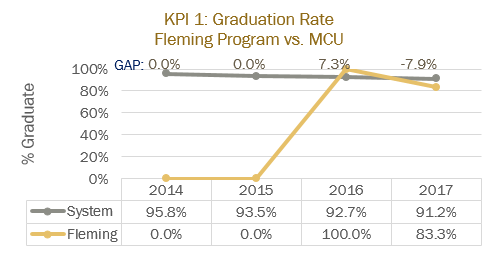 KPI 1: Graduation Rate
Fleming Program vs. MCU
GAP: 0.0% 0.0% 7.3% -7.9%
100%
80%
60%
40%
20%
0%
% Graduate
2014 2015 2016 2017
System 95.8% 93.5% 92.7% 91.2%
Fleming 0.0% 0.0% 100.0% 83.3%